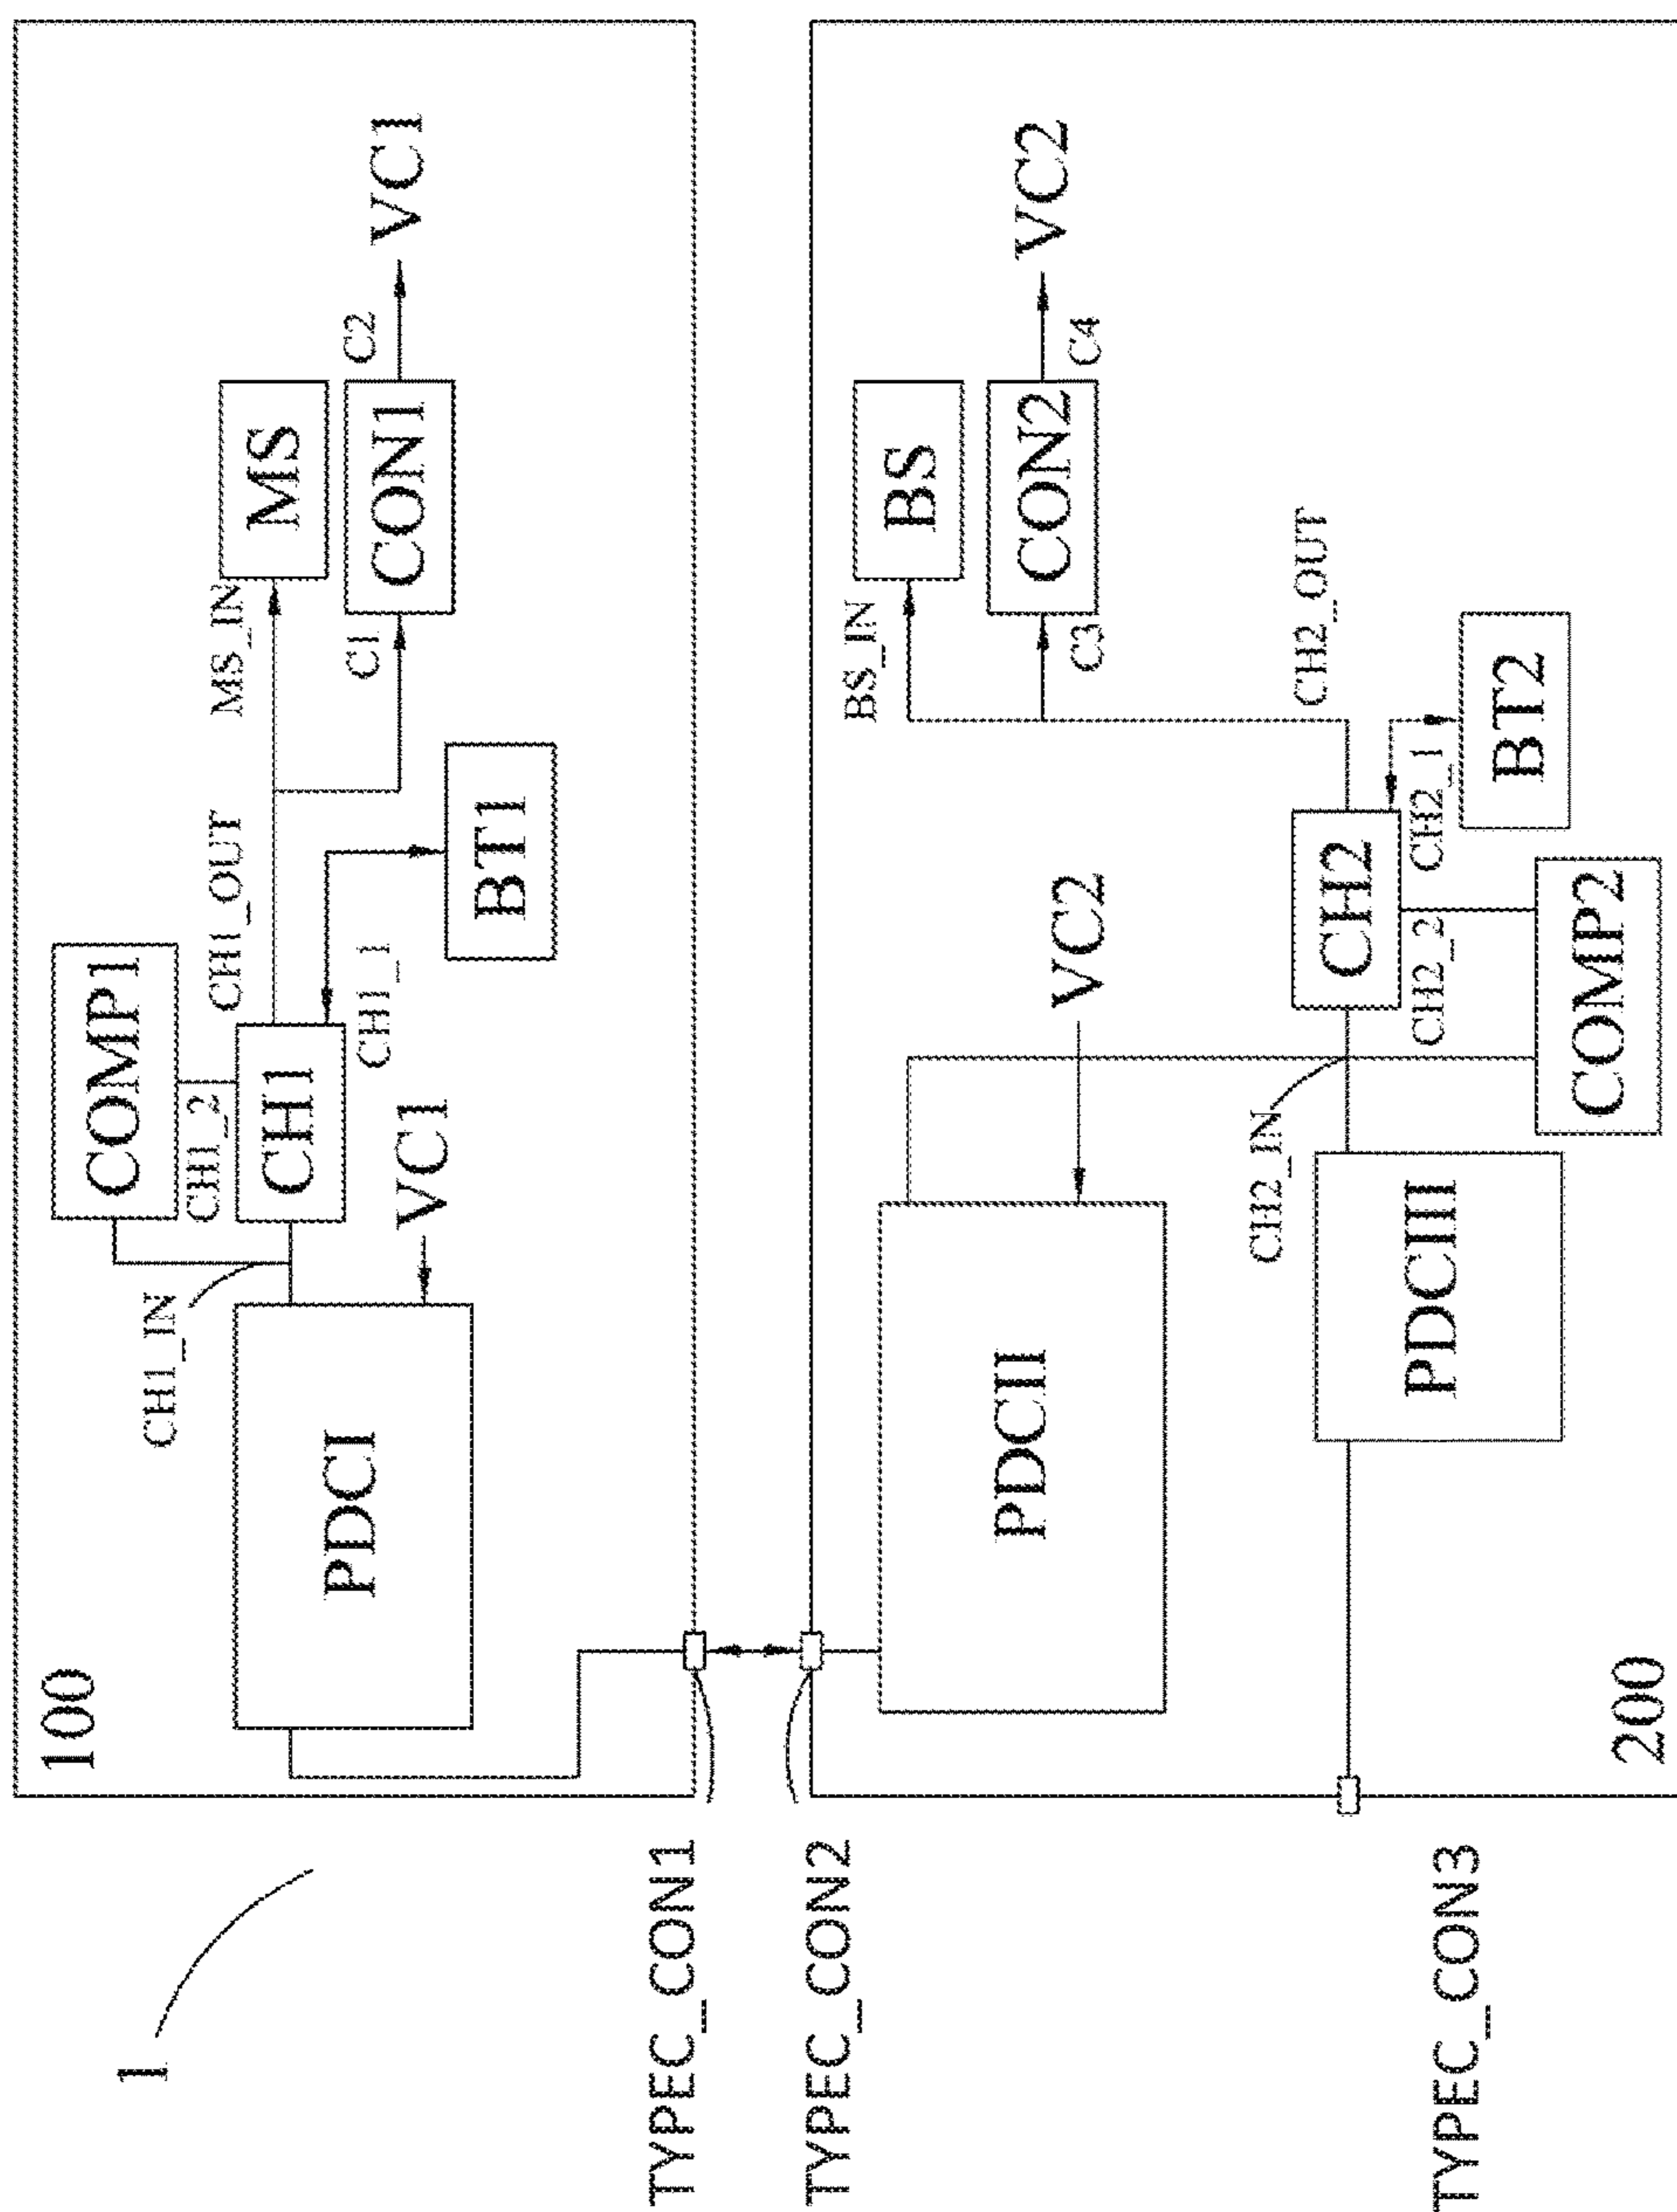 1
100
COMP1
CH1_2
CH1_OUT
MS_IN
MS
CH1_IN
CH1
C1
C2
PDCI
VC1
CH1_1
CON1
VC1
BT1
TYPEC_CON1
TYPEC_CON2
BS_IN
BS
PDCII
VC2
CON2
VC2
C3
C4
CH2_IN
CH2
CH2_OUT
TYPEC_CON3
PDCIII
CH2_2
CH2_1
BT2
COMP2
200